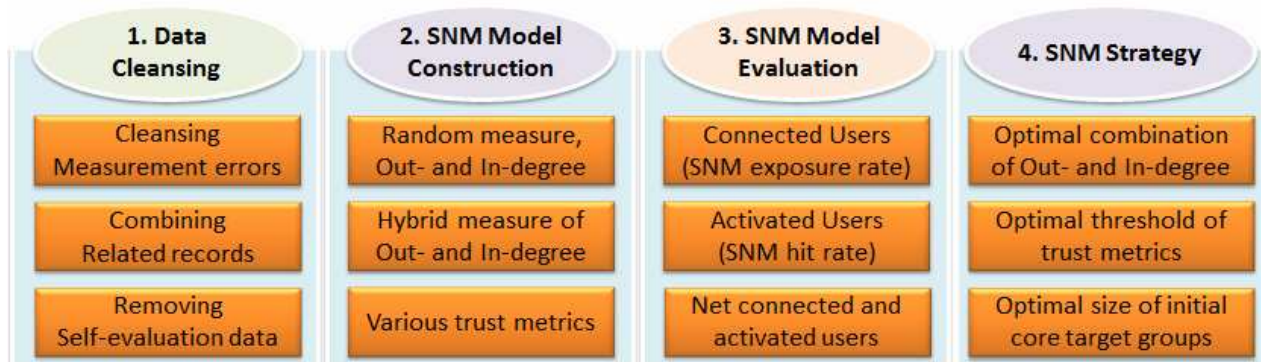 1. Data
Cleansing
Cleansing
Measurement errors
Combining
Related records
Removing
Self-evaluation data
2. SNM Model
Construction
Random measure,
Out- and In-degree
Hybrid measure of
Out- and In-degree
Various trust metrics
3. SNM Model
Evaluation
Connected Users
(SNM exposure rate)
Activated Users
(SNM hit rate)
Net connected and
activated users
4. SNM Strategy
Optimal combination
of Out- and In-degree
Optimal threshold of
trust metrics
Optimal size of initial
core target groups